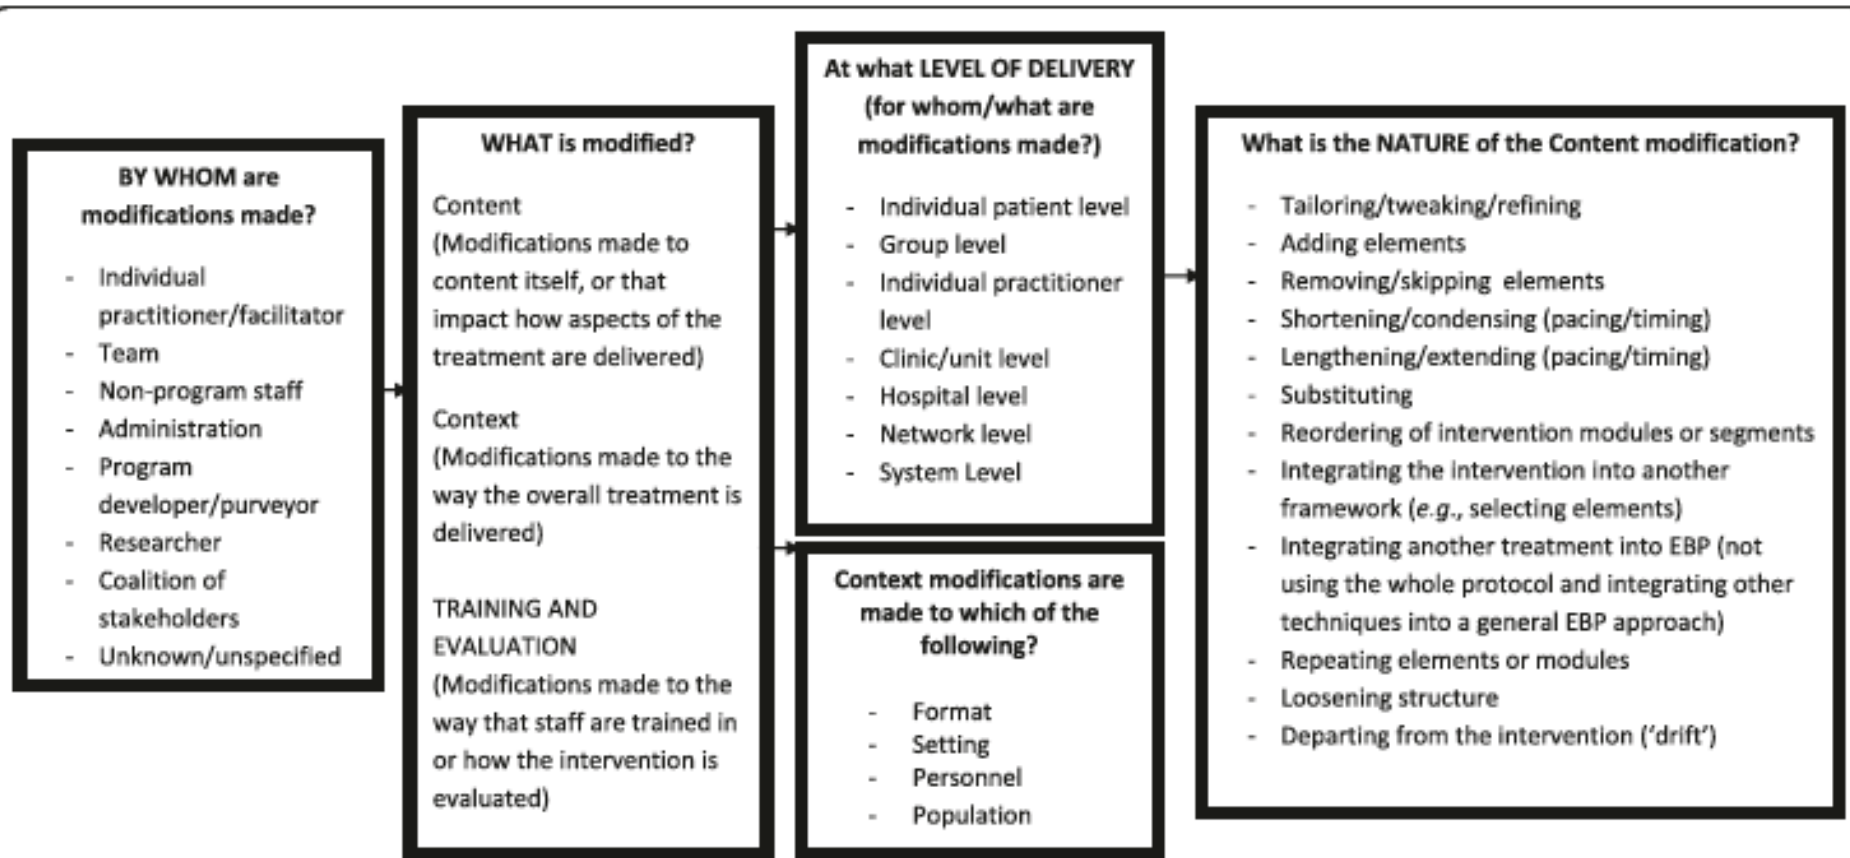 BY WHOM are
modifications made?
- Individual
practitioner/facilitator
- Team
- Non-program staff
- Administration
- Program
developer/purveyor
- Researcher
- Coalition of
stakeholders
- Unknown/unspecified
WHAT is modified?
Content
(Modifications made to
content itself, or that
impact how aspects of the
treatment are delivered)
Context
(Modifications made to the
way the overall treatment is
delivered)
TRAINING AND
EVALUATION
(Modifications made to the
way that staff are trained in
or how the intervention is
evaluated)
At what LEVEL OF DELIVERY
(for whom/what are
modifications made?)
- Individual patient level
- Group level
- Individual practitioner
level
- Clinic/unit level
- Hospital level
- Network level
- System Level
Context modifications are
made to which of the
following?
- Format
- Setting
- Personnel
- Population
What is the NATURE of the Content modification?
- Tailoring/tweaking/refining
- Adding elements
- Removing/skipping elements
- Shortening/condensing (pacing/timing)
- Lengthening/extending (pacing/timing)
- Substituting
- Reordering of intervention modules or segments
- Integrating the intervention into another
framework (e.g., selecting elements)
- Integrating another treatment into EBP (not
using the whole protocol and integrating other
techniques into a general EBP approach)
- Repeating elements or modules
- Loosening structure
- Departing from the intervention (‘drift’)